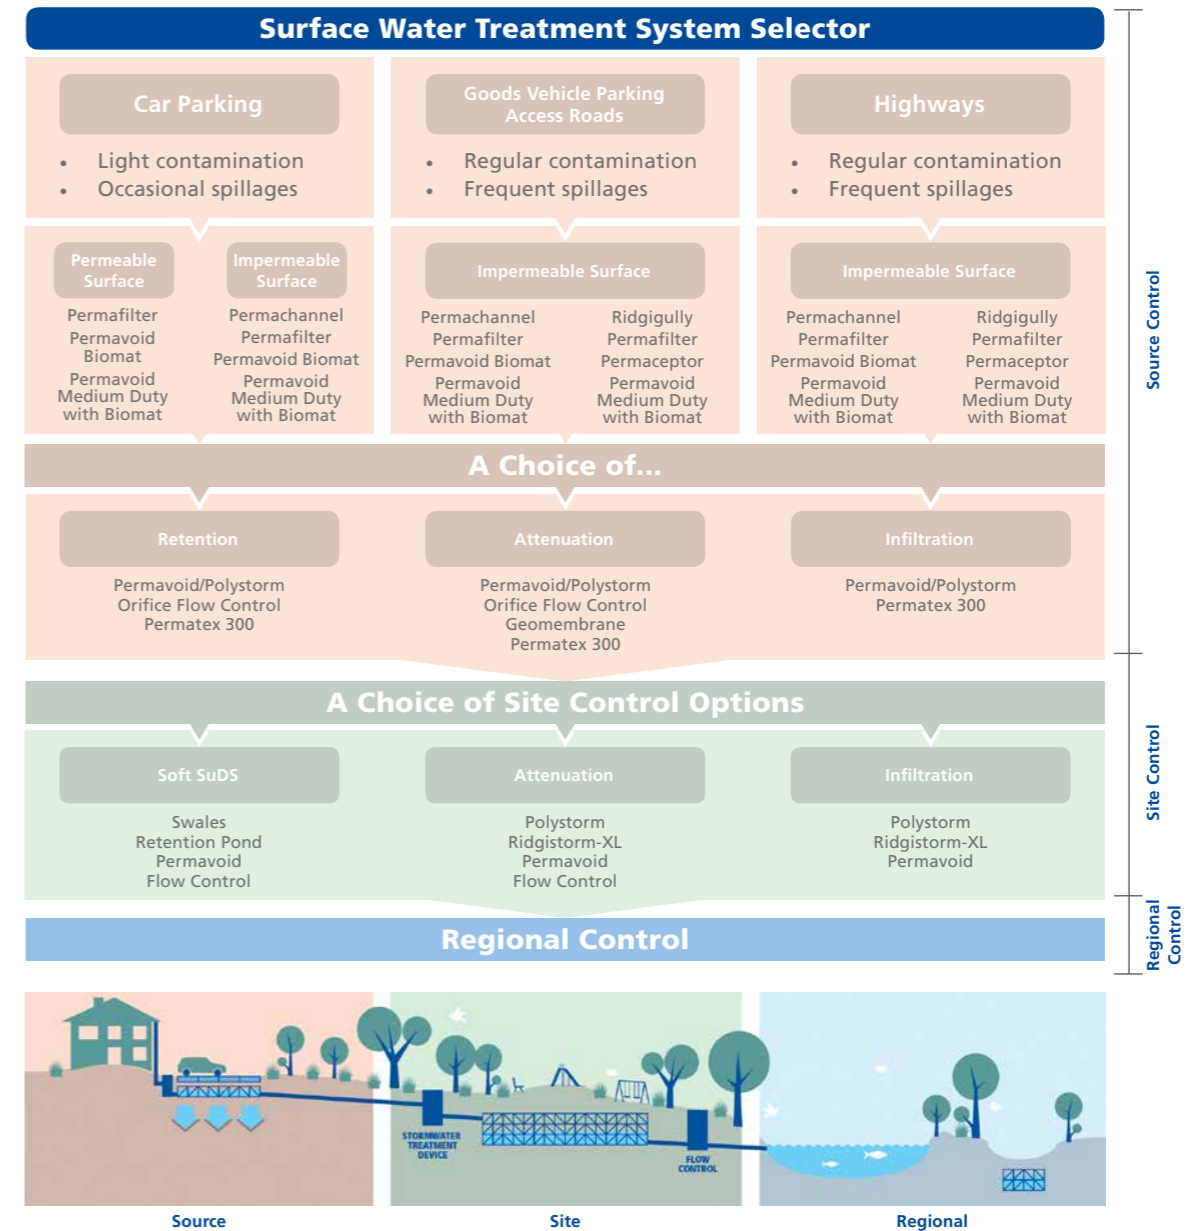 Surface Water Treatment System Selector
Car Parking
• Light contamination
• Occasional spillages
Goods Vehicle Parking
Access Roads
• Regular contamination
• Frequent spillages
Highways
• Regular contamination
• Frequent spillages
Permeable
Surface
Permafilter
Permavoid
Biomat
Permavoid
Medium Duty
with Biomat
Impermeable
Surface
Permachannel
Permafilter
Permavoid Biomat
Permavoid
Medium Duty
with Biomat
Impermeable Surface
Permachannel
Permafilter
Permavoid Biomat
Permavoid
Medium Duty
with Biomat
Ridgigully
Permafilter
Permaceptor
Permavoid
Medium Duty
with Biomat
Impermeable Surface
Permachannel
Permafilter
Permavoid Biomat
Permavoid
Medium Duty
with Biomat
Ridgigully
Permafilter
Permaceptor
Permavoid
Medium Duty
with Biomat
A Choice of...
Retention
Permavoid/Polystorm
Orifice Flow Control
Permatex 300
Attenuation
Permavoid/Polystorm
Orifice Flow Control
Geomembrane
Permatex 300
Infiltration
Permavoid/Polystorm
Permatex 300
Source Control
A Choice of Site Control Options
Soft SuDS
Swales
Retention Pond
Permavoid
Flow Control
Attenuation
Polystorm
Ridgistorm-XL
Permavoid
Flow Control
Infiltration
Polystorm
Ridgistorm-XL
Permavoid
Site Control
Regional Control
Regional
Control
STORMWATER
TREATMENT
DEVICE
FLOW
CONTROL
Source
Site
Regional